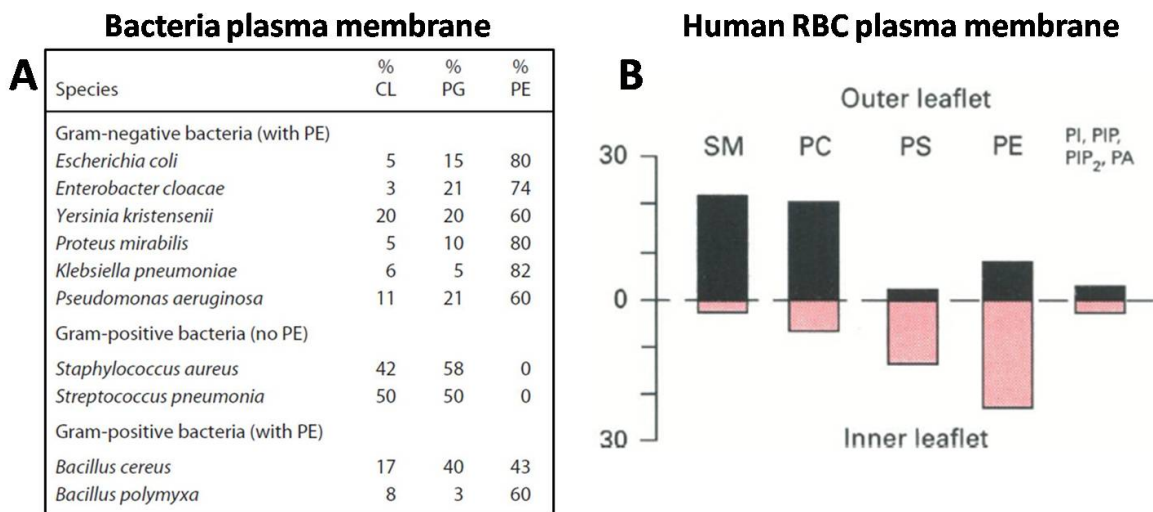 Bacteria plasma membrane
A
% % %
Species CL PG PE
Gram-negative bacteria (with PE)
Escherichia coli 5 15 80
Enterobacter cloacae 3 21 74
Yersinia kristensenii 20 20 60
Proteus mirabilis 5 10 80
Klebsiella pneumoniae 6 5 82
Pseudomonas aeruginosa 11 21 60
Gram-positive bacteria (no PE)
Staphylococcus aureus 42 58 0
Streptococcus pneumonia 50 50 0
Gram-positive bacteria (with PE)
Bacillus cereus 17 40 43
Bacillus polymyxa 8 3 60
Human RBC plasma membrane
B
Outer leaflet
SM PC PS PE PI, PIP,
PIP₂, PA
30
0
30
Inner leaflet